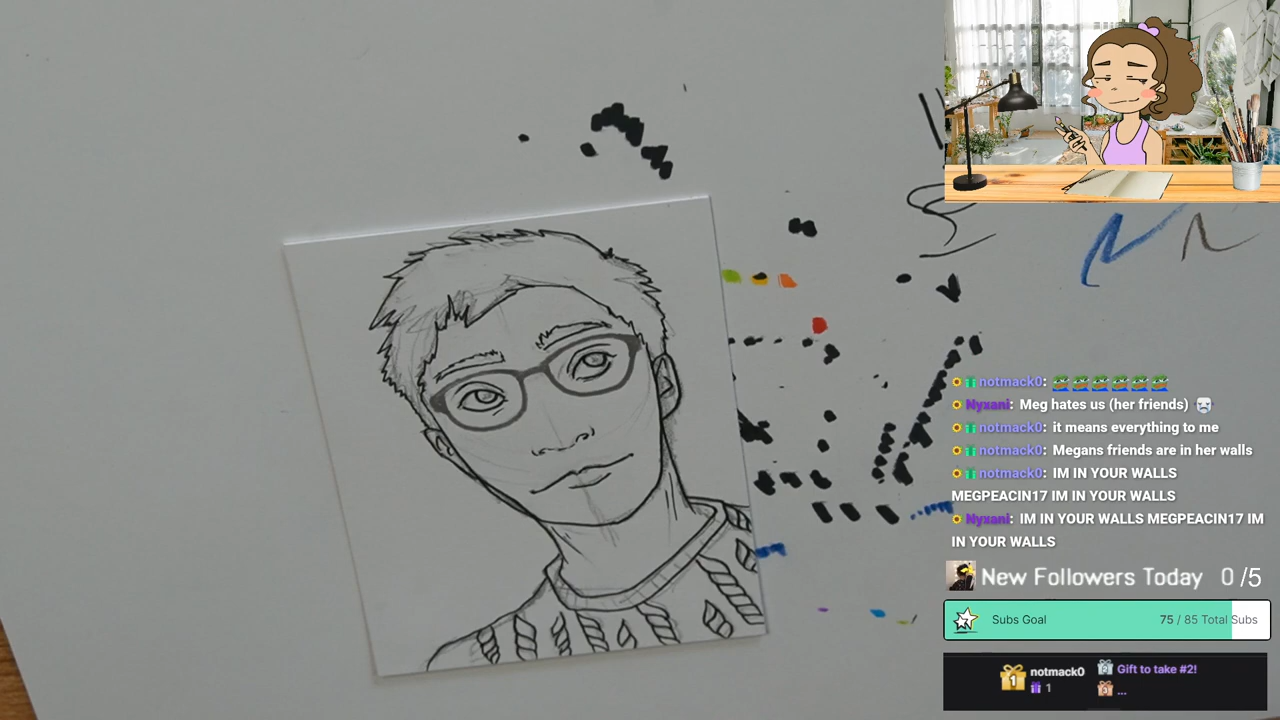 notmack0:
Nyxani: Meg hates us (her friends)
notmack0: it means everything to me
notmack0: Megans friends are in her walls
notmack0: IM IN YOUR WALLS
MEGPEACIN17 IM IN YOUR WALLS
Nyxani: IM IN YOUR WALLS MEGPEACIN17 IM
IN YOUR WALLS
New Followers Today 0 /5
Subs Goal 75 / 85 Total Subs
1 notmack0 Gift to take #2!
1 ...